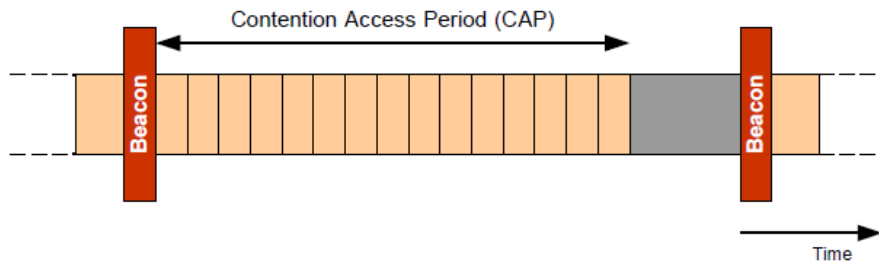 Contention Access Period (CAP)
Beacon
Beacon
Time